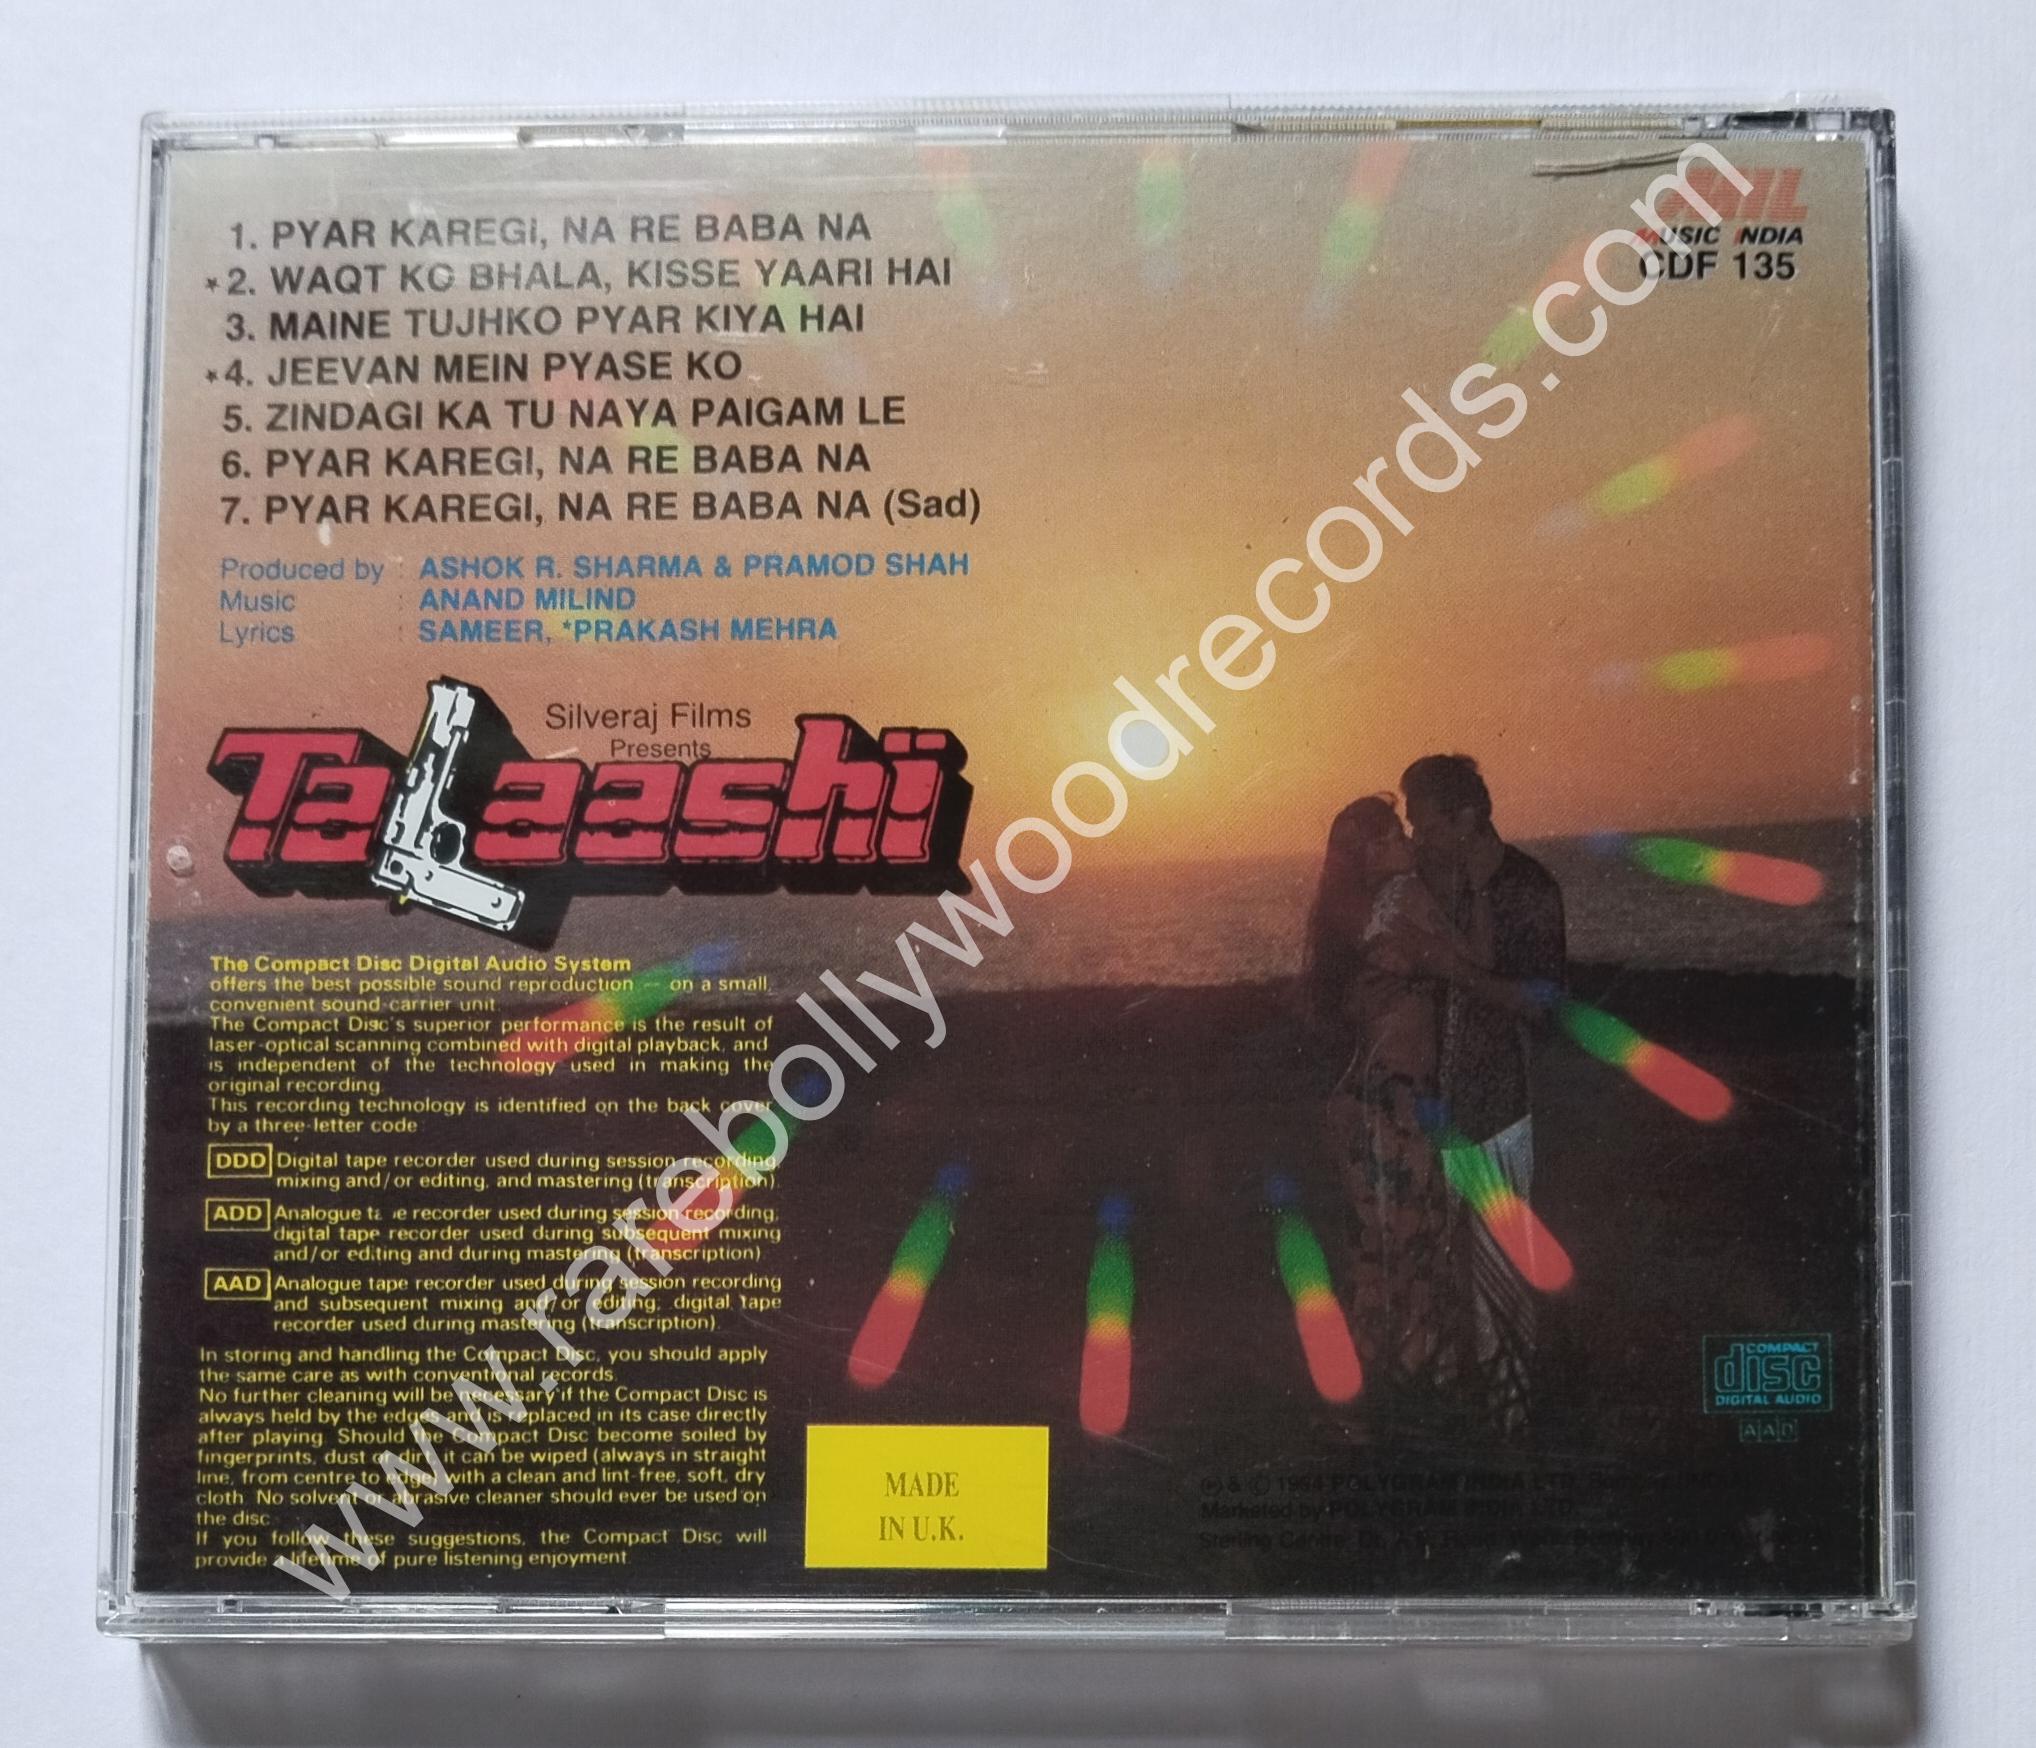 1. PYAR KAREGI, NA RE BABA NA
*2. WAQT KO BHALA, KISSE YAARI HAI
3. MAINE TUJHKO PYAR KIYA HAI
*4. JEEVAN MEIN PYASE KO
5. ZINDAGI KA TU NAYA PAIGAM LE
6. PYAR KAREGI, NA RE BABA NA
7. PYAR KAREGI, NA RE BABA NA (Sad)
MIL
MUSIC INDIA
CDF 135
Produced by : ASHOK R. SHARMA & PRAMOD SHAH
Music : ANAND MILIND
Lyrics : SAMEER, *PRAKASH MEHRA
Silveraj Films
Presents
TaLaashi
The Compact Disc Digital Audio System
offers the best possible sound reproduction — on a small,
convenient sound-carrier unit.
The Compact Disc's superior performance is the result of
laser-optical scanning combined with digital playback, and
is independent of the technology used in making the
original recording.
This recording technology is identified on the back cover
by a three-letter code:
DDD Digital tape recorder used during session recording,
mixing and/or editing, and mastering (transcription).
ADD Analogue tape recorder used during session recording,
digital tape recorder used during subsequent mixing
and/or editing and during mastering (transcription).
AAD Analogue tape recorder used during session recording
and subsequent mixing and/or editing; digital tape
recorder used during mastering (transcription).
In storing and handling the Compact Disc, you should apply
the same care as with conventional records.
No further cleaning will be necessary if the Compact Disc is
always held by the edges and is replaced in its case directly
after playing. Should the Compact Disc become soiled by
fingerprints, dust or dirt, it can be wiped (always in straight
line, from centre to edge) with a clean and lint-free, soft, dry
cloth. No solvent or abrasive cleaner should ever be used on
the disc.
If you follow these suggestions, the Compact Disc will
provide a lifetime of pure listening enjoyment.
MADE
IN U.K.
COMPACT
disc
DIGITAL AUDIO
AAD
℗ & © 1994 POLYGRAM INDIA LTD.
Marketed by POLYGRAM INDIA LTD.
Sterling Centre, Dr.
www.rarebollywoodrecords.com